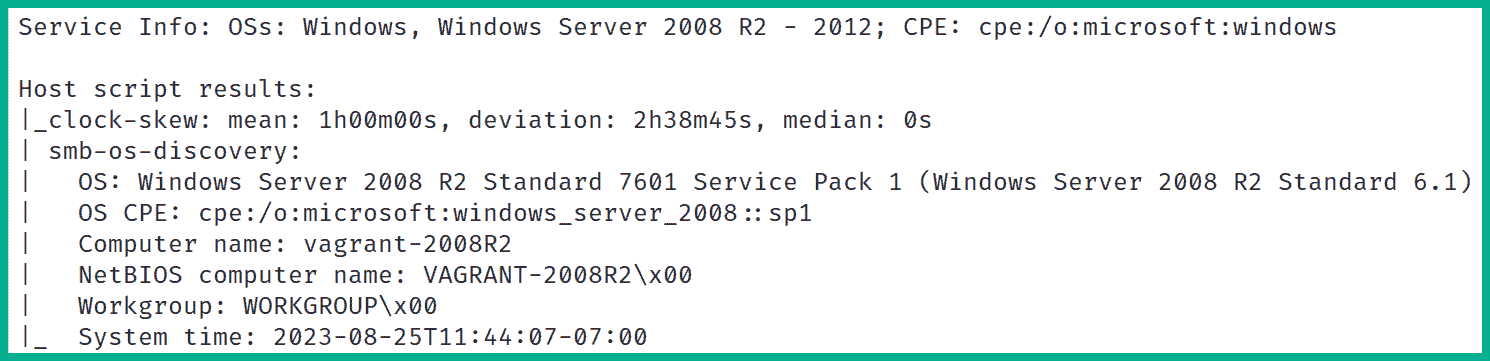 Service Info: OSs: Windows, Windows Server 2008 R2 - 2012; CPE: cpe:/o:microsoft:windows

Host script results:
|_clock-skew: mean: 1h00m00s, deviation: 2h38m45s, median: 0s
| smb-os-discovery:
|   OS: Windows Server 2008 R2 Standard 7601 Service Pack 1 (Windows Server 2008 R2 Standard 6.1)
|   OS CPE: cpe:/o:microsoft:windows_server_2008::sp1
|   Computer name: vagrant-2008R2
|   NetBIOS computer name: VAGRANT-2008R2\x00
|   Workgroup: WORKGROUP\x00
|_  System time: 2023-08-25T11:44:07-07:00